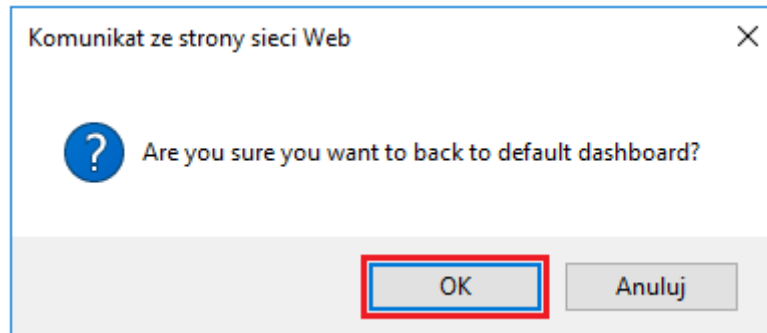 Komunikat ze strony sieci Web
Are you sure you want to back to default dashboard?
OK
Anuluj